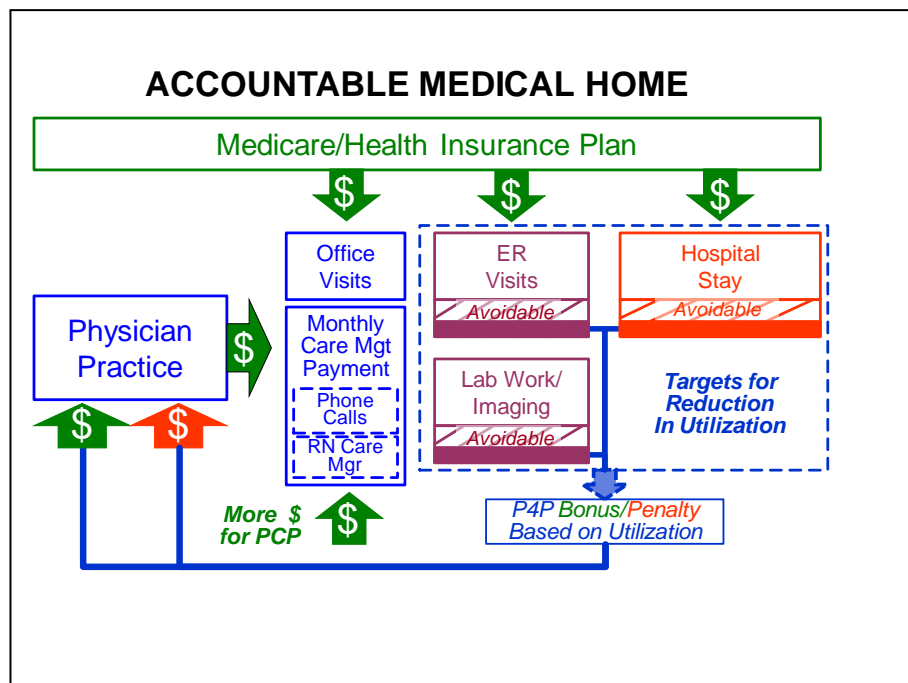 ACCOUNTABLE MEDICAL HOME
Medicare/Health Insurance Plan
$
$
$
Office
Visits
ER
Visits
Avoidable
Hospital
Stay
Avoidable
Physician
Practice
$
Monthly
Care Mgt
Payment
Phone
Calls
RN Care
Mgr
Lab Work/
Imaging
Avoidable
Targets for
Reduction
In Utilization
$
$
More $
for PCP
$
P4P Bonus/Penalty
Based on Utilization